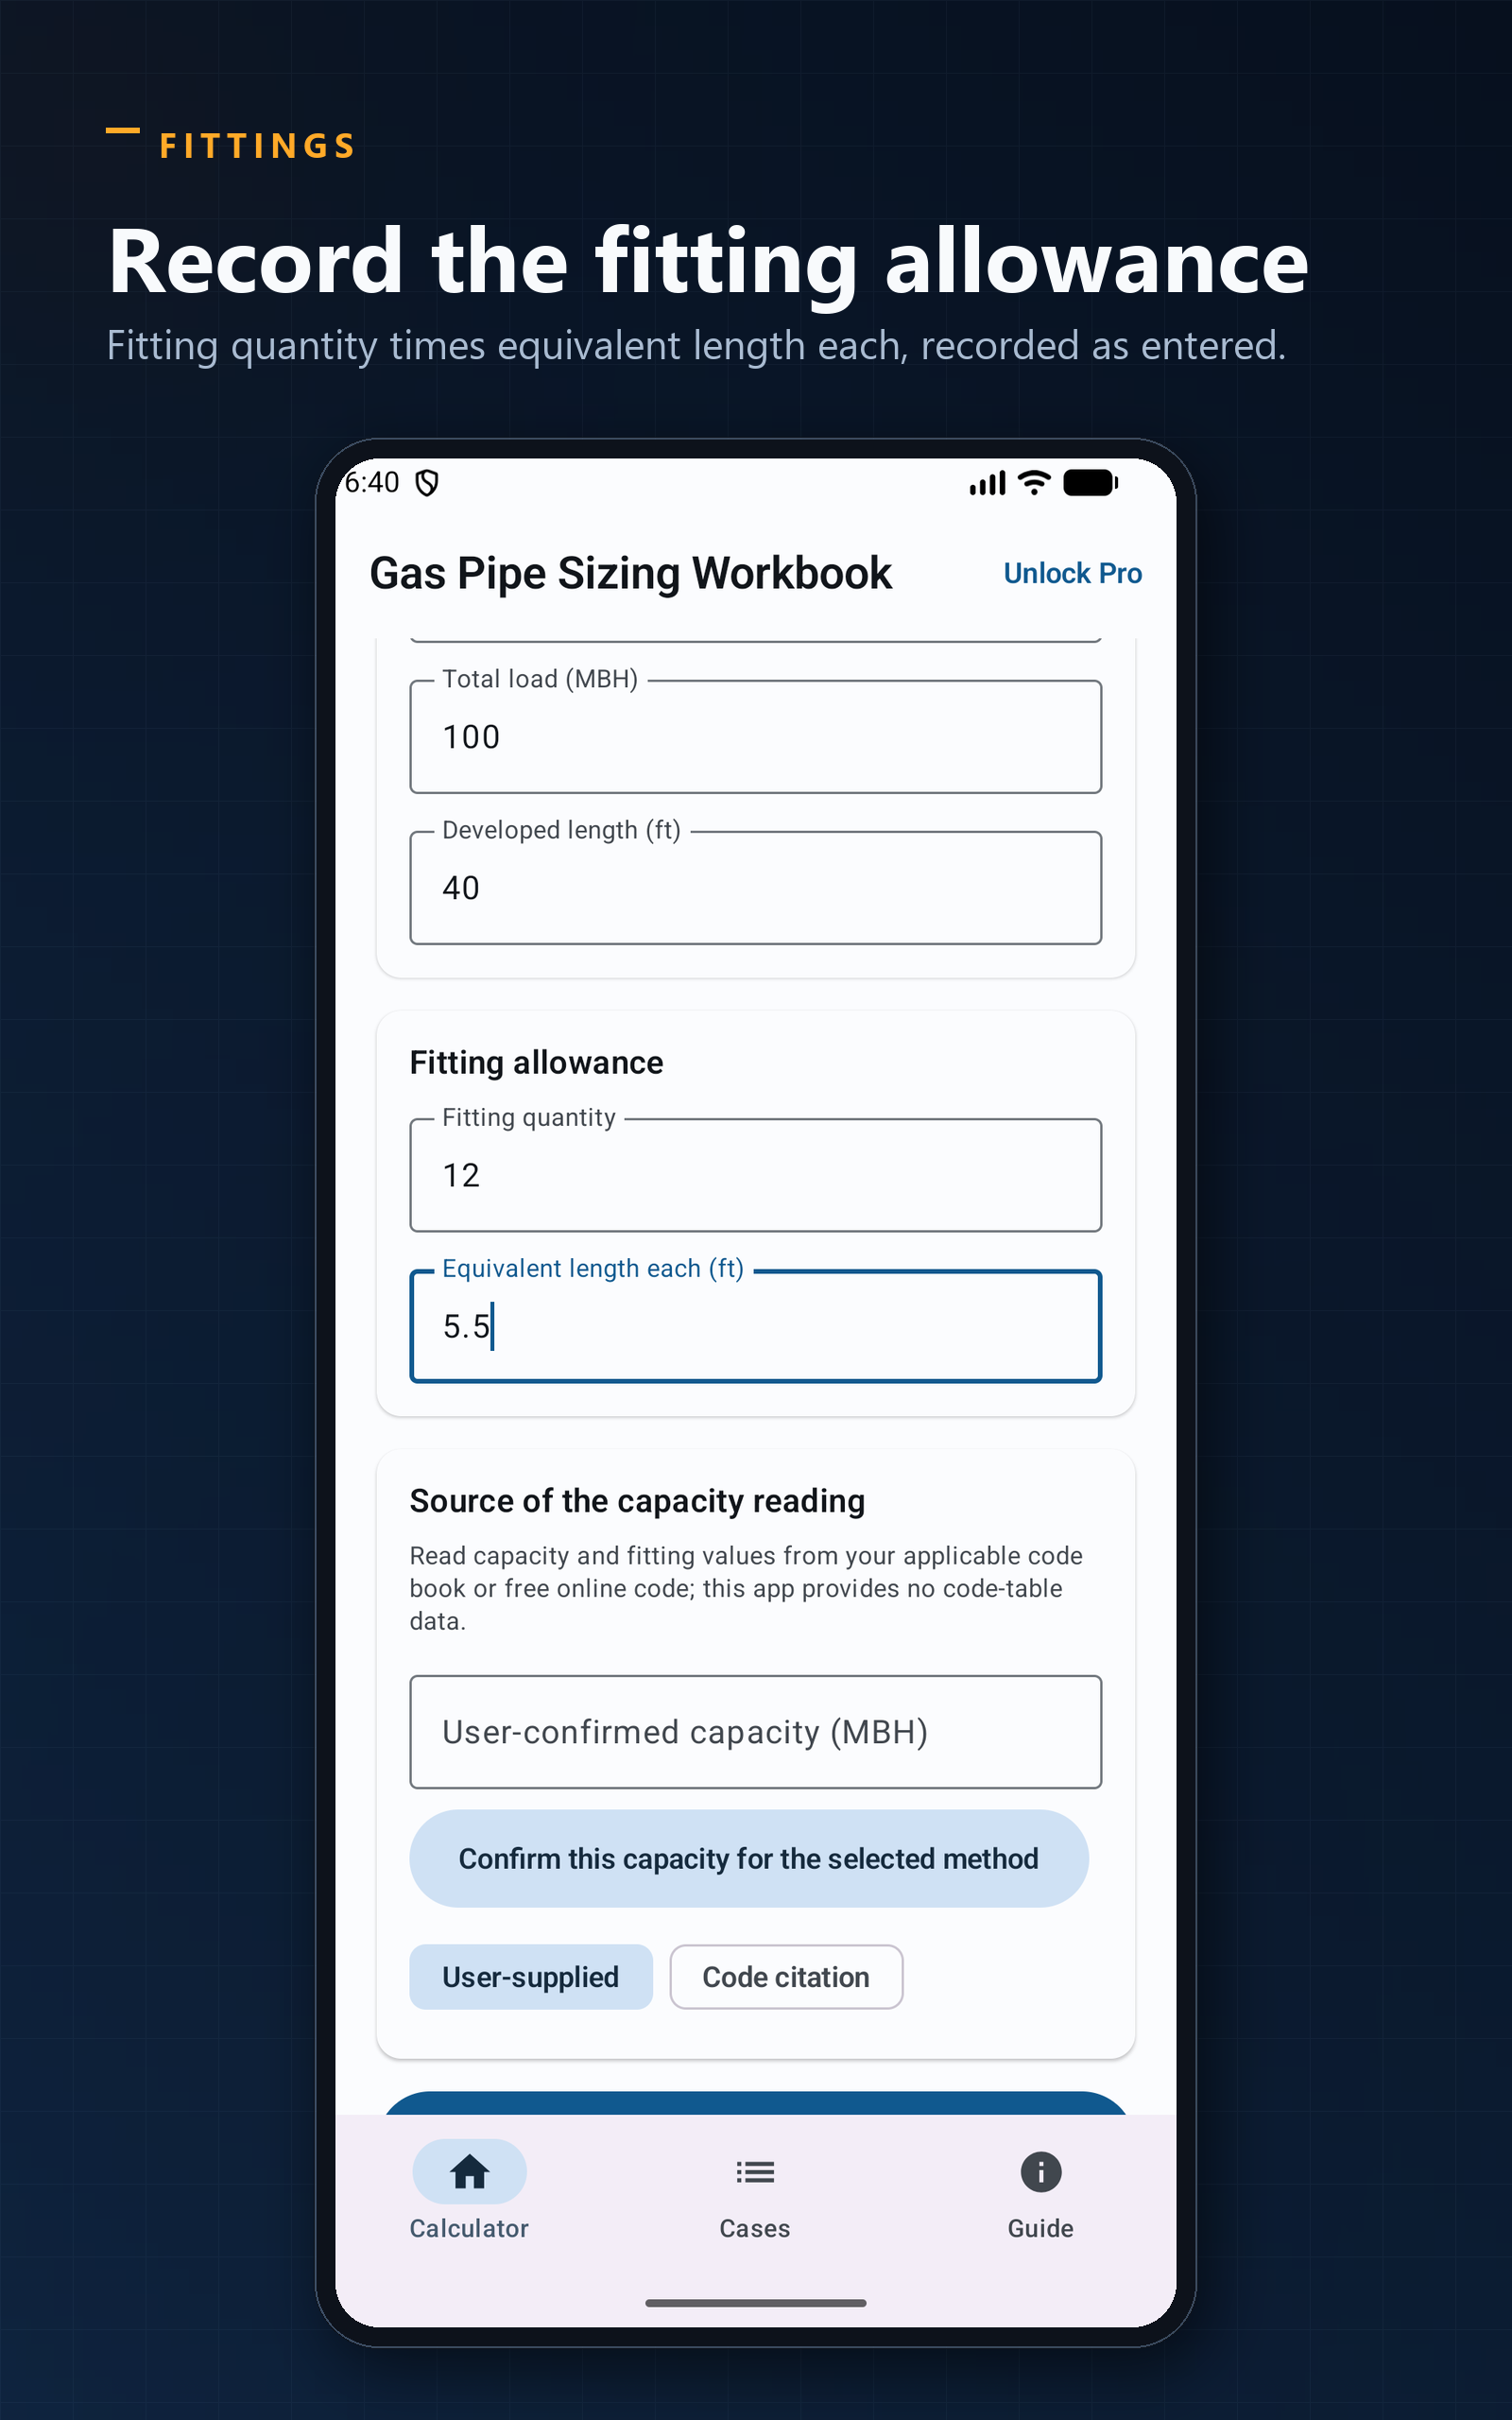 FITTINGS
Record the fitting allowance
Fitting quantity times equivalent length each, recorded as entered.
6:40
Gas Pipe Sizing Workbook
Unlock Pro
Total load (MBH)
100
Developed length (ft)
40
Fitting allowance
Fitting quantity
12
Equivalent length each (ft)
5.5
Source of the capacity reading
Read capacity and fitting values from your applicable code
book or free online code; this app provides no code-table
data.
User-confirmed capacity (MBH)
Confirm this capacity for the selected method
User-supplied
Code citation
Calculator
Cases
Guide